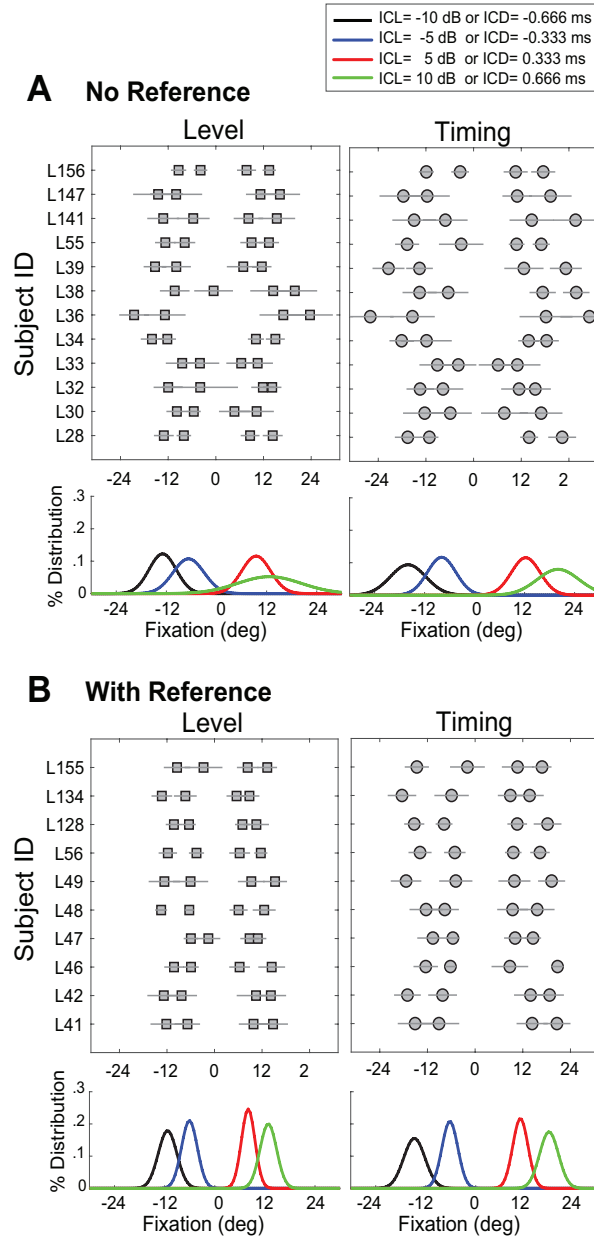 ICL= -10 dB or ICD= -0.666 ms
ICL= -5 dB or ICD= -0.333 ms
ICL= 5 dB or ICD= 0.333 ms
ICL= 10 dB or ICD= 0.666 ms
A No Reference
Level Timing
Subject ID
L156
L147
L141
L55
L39
L38
L36
L34
L33
L32
L30
L28
-24 -12 0 12 24 -24 -12 0 12 2
% Distribution
.3
.2
.1
0
-24 -12 0 12 24 -24 -12 0 12 24
Fixation (deg) Fixation (deg)
B With Reference
Level Timing
Subject ID
L155
L134
L128
L56
L49
L48
L47
L46
L42
L41
-24 -12 0 12 2 -24 -12 0 12 24
% Distribution
.3
.2
.1
0
-24 -12 0 12 24 -24 -12 0 12 24
Fixation (deg) Fixation (deg)